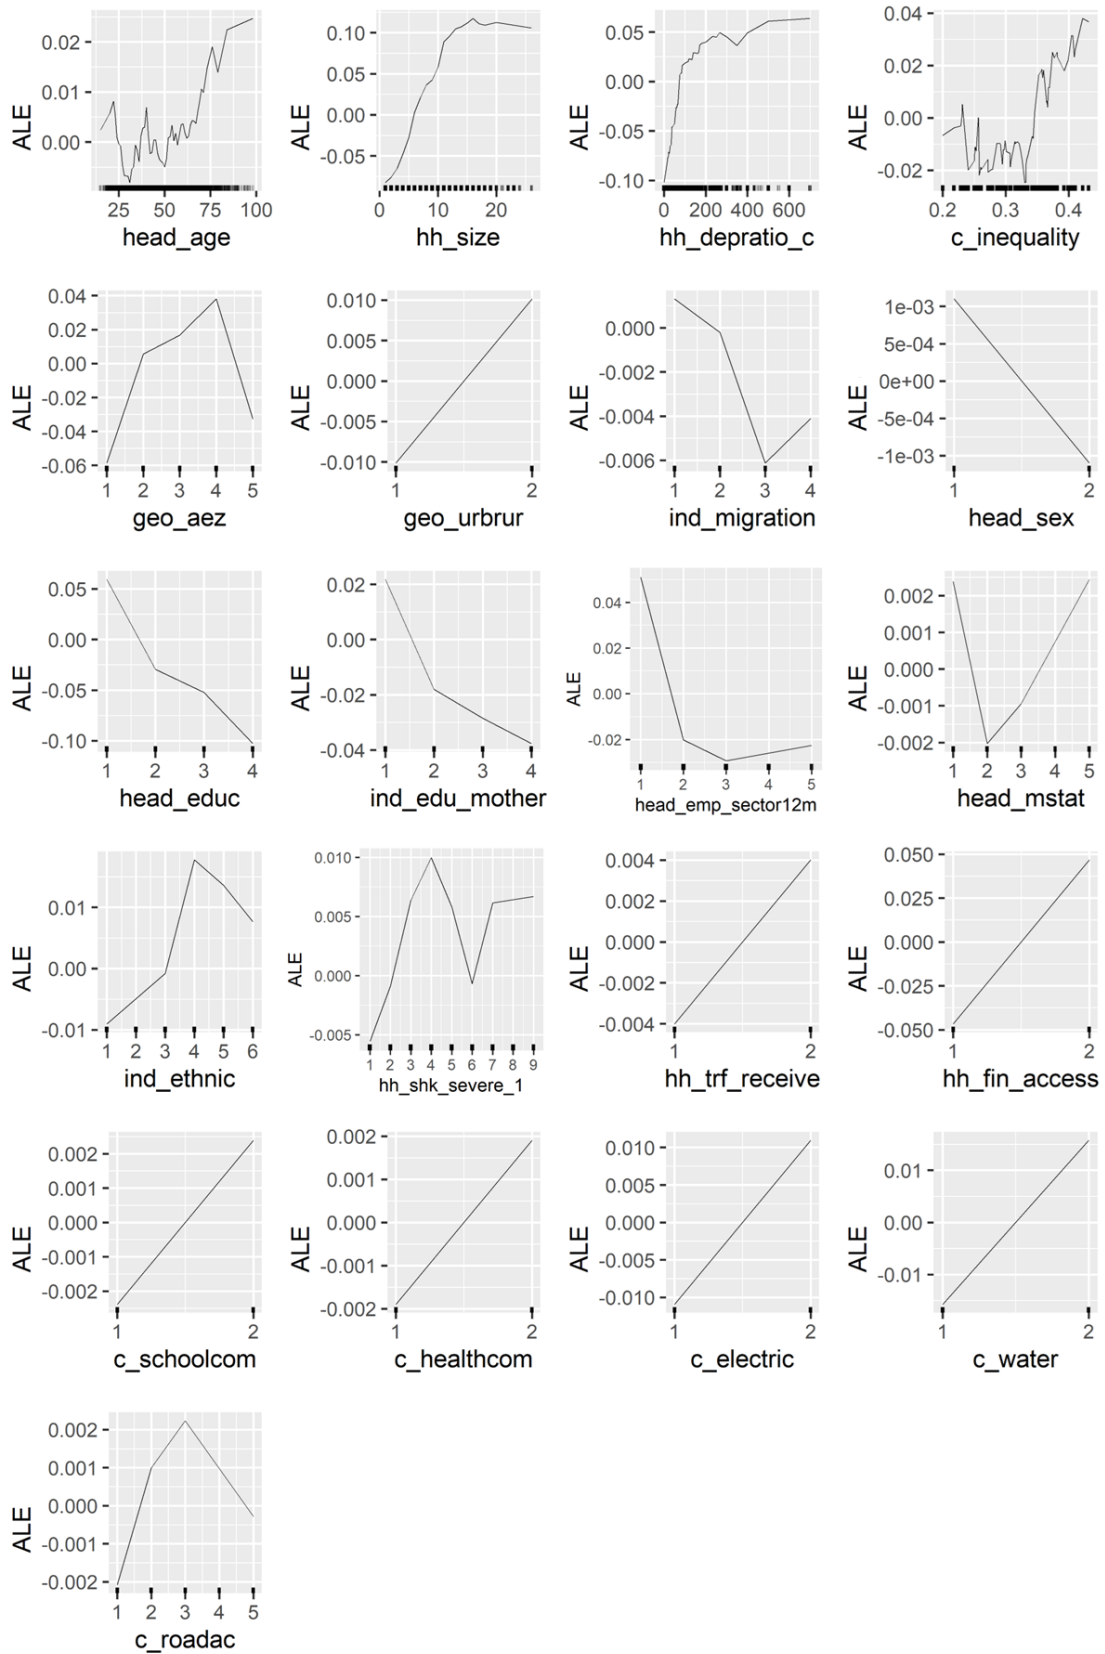 ALE
0.02
0.01
0.00
25 50 75 100
head_age
ALE
0.10
0.05
0.00
-0.05
0 10 20
hh_size
ALE
0.05
0.00
-0.05
-0.10
0 200 400 600
hh_depratio_c
ALE
0.04
0.02
0.00
-0.02
0.2 0.3 0.4
c_inequality
ALE
0.04
0.02
0.00
-0.02
-0.04
-0.06
1 2 3 4 5
geo_aez
ALE
0.010
0.005
0.000
-0.005
-0.010
1 2
geo_urbrur
ALE
0.000
-0.002
-0.004
-0.006
1 2 3 4
ind_migration
ALE
1e-03
5e-04
0e+00
-5e-04
-1e-03
1 2
head_sex
ALE
0.05
0.00
-0.05
-0.10
1 2 3 4
head_educ
ALE
0.02
0.00
-0.02
-0.04
1 2 3 4
ind_edu_mother
ALE
0.04
0.02
0.00
-0.02
1 2 3 4 5
head_emp_sector12m
ALE
0.002
0.001
0.000
-0.001
-0.002
1 2 3 4 5
head_mstat
ALE
0.01
0.00
-0.01
1 2 3 4 5 6
ind_ethnic
ALE
0.010
0.005
0.000
-0.005
1 2 3 4 5 6 7 8 9
hh_shk_severe_1
ALE
0.004
0.002
0.000
-0.002
-0.004
1 2
hh_trf_receive
ALE
0.050
0.025
0.000
-0.025
-0.050
1 2
hh_fin_access
ALE
0.002
0.001
0.000
-0.001
-0.002
1 2
c_schoolcom
ALE
0.002
0.001
0.000
-0.001
-0.002
1 2
c_healthcom
ALE
0.010
0.005
0.000
-0.005
-0.010
1 2
c_electric
ALE
0.01
0.00
-0.01
1 2
c_water
ALE
0.002
0.001
0.000
-0.001
-0.002
1 2 3 4 5
c_roadac